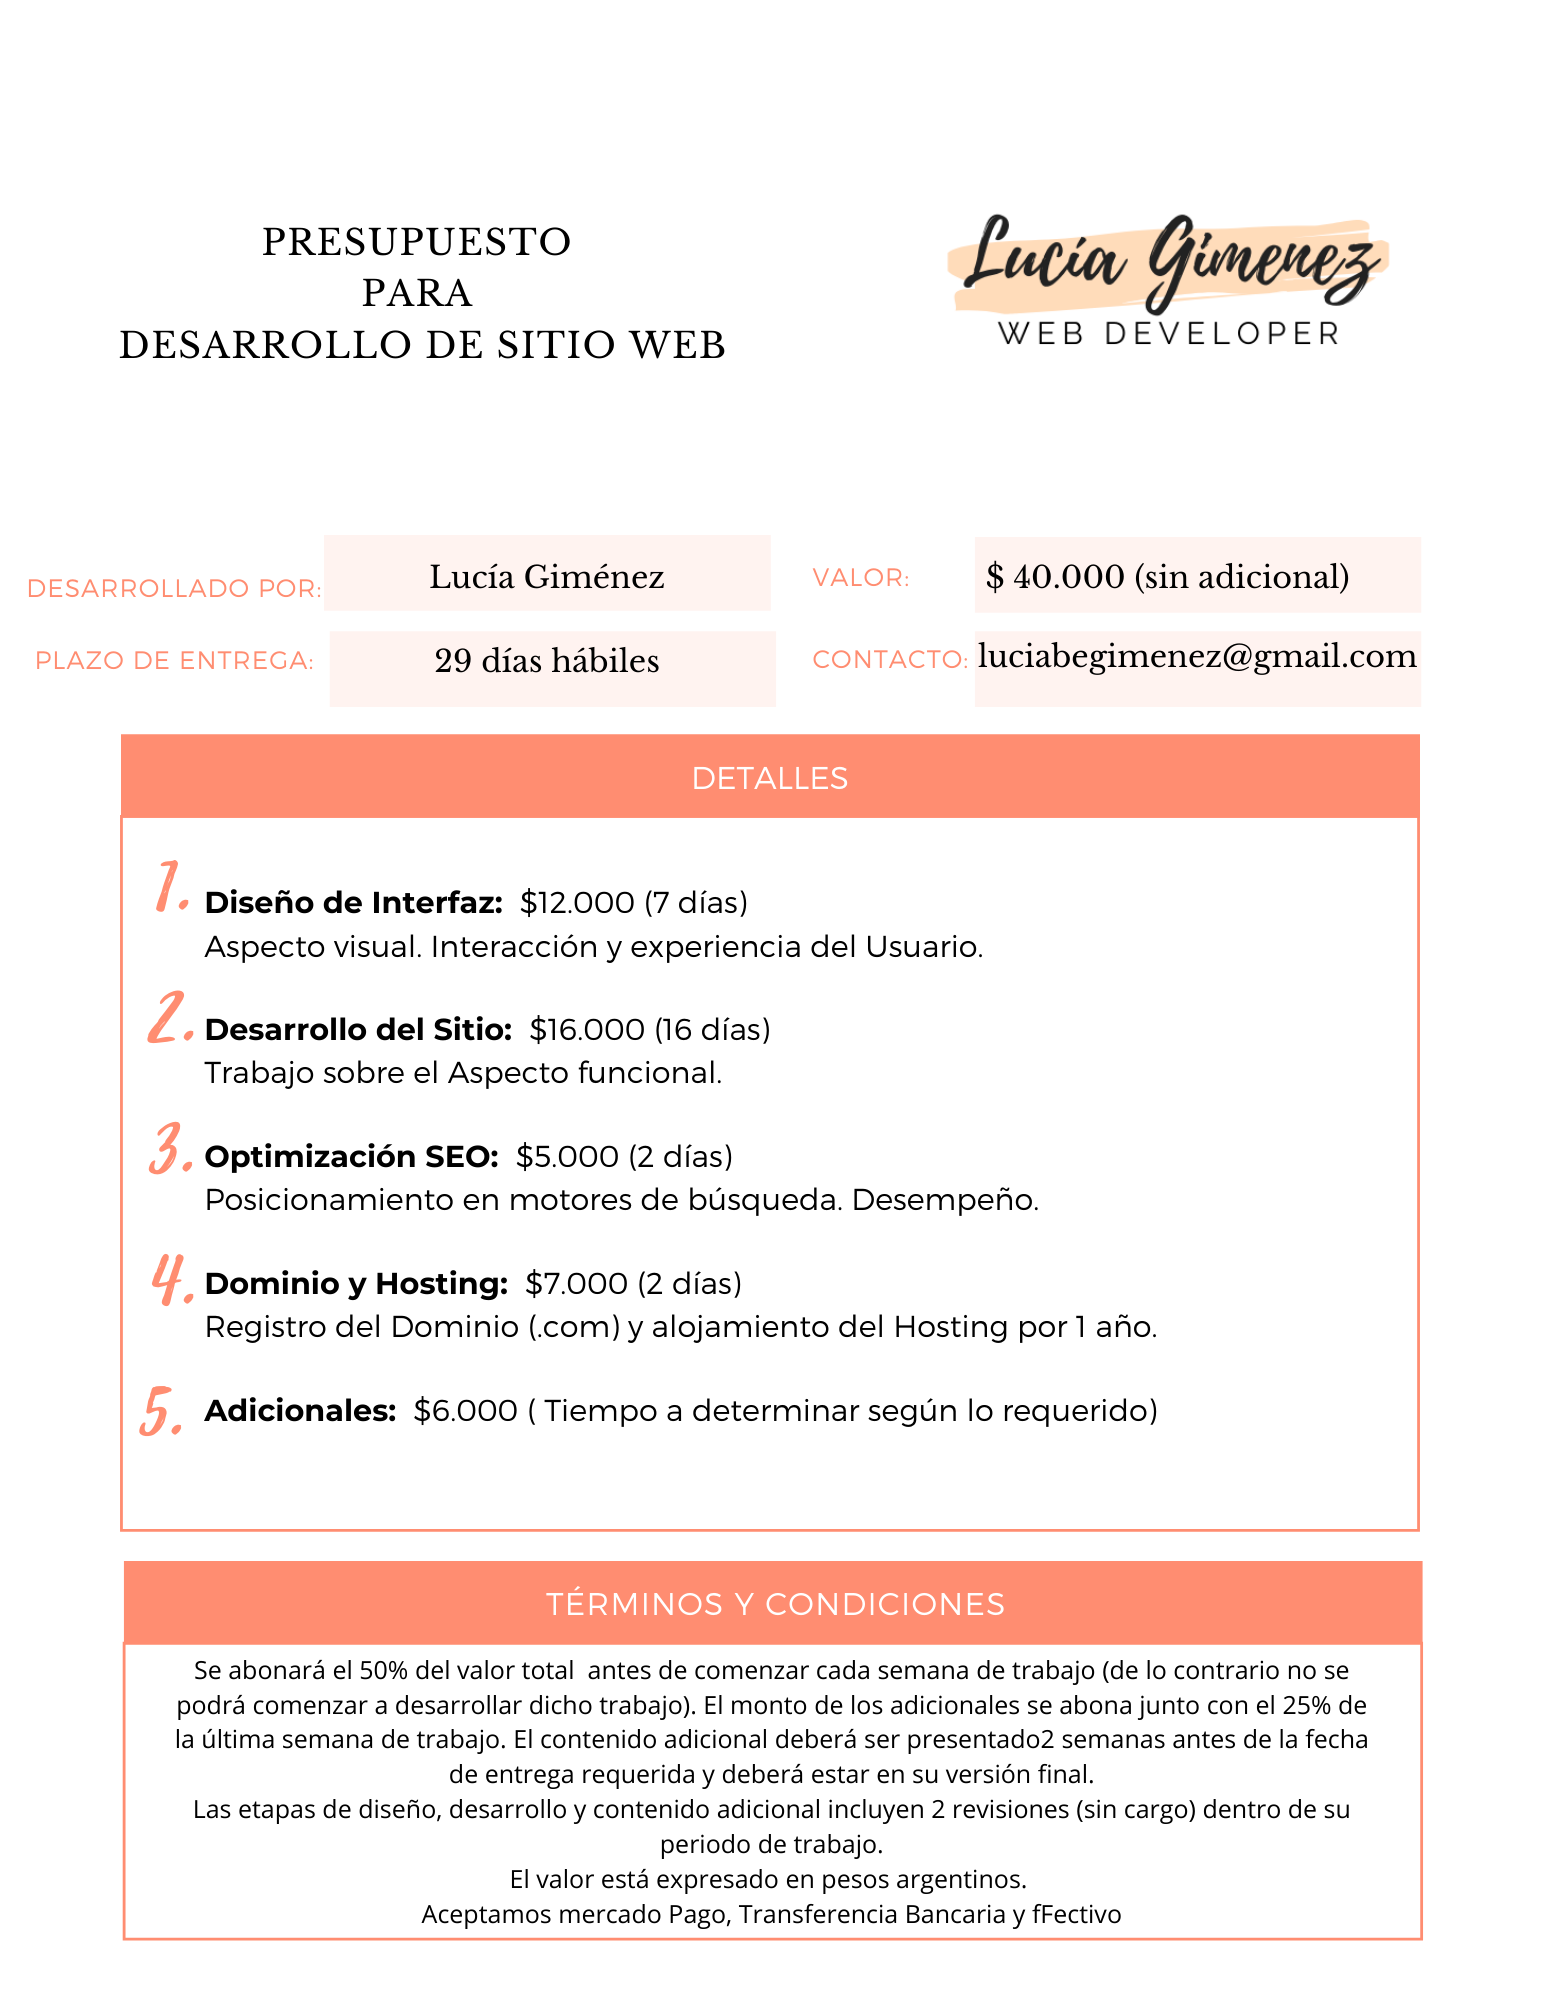 PRESUPUESTO
PARA
DESARROLLO DE SITIO WEB
Lucía Gimenez
WEB DEVELOPER
DESARROLLADO POR: Lucía Giménez
VALOR: $ 40.000 (sin adicional)
PLAZO DE ENTREGA: 29 días hábiles
CONTACTO: luciabegimenez@gmail.com
DETALLES
1. Diseño de Interfaz: $12.000 (7 días)
Aspecto visual. Interacción y experiencia del Usuario.
2. Desarrollo del Sitio: $16.000 (16 días)
Trabajo sobre el Aspecto funcional.
3. Optimización SEO: $5.000 (2 días)
Posicionamiento en motores de búsqueda. Desempeño.
4. Dominio y Hosting: $7.000 (2 días)
Registro del Dominio (.com) y alojamiento del Hosting por 1 año.
5. Adicionales: $6.000 ( Tiempo a determinar según lo requerido)
TÉRMINOS Y CONDICIONES
Se abonará el 50% del valor total  antes de comenzar cada semana de trabajo (de lo contrario no se
podrá comenzar a desarrollar dicho trabajo). El monto de los adicionales se abona junto con el 25% de
la última semana de trabajo. El contenido adicional deberá ser presentado2 semanas antes de la fecha
de entrega requerida y deberá estar en su versión final.
Las etapas de diseño, desarrollo y contenido adicional incluyen 2 revisiones (sin cargo) dentro de su
periodo de trabajo.
El valor está expresado en pesos argentinos.
Aceptamos mercado Pago, Transferencia Bancaria y fFectivo